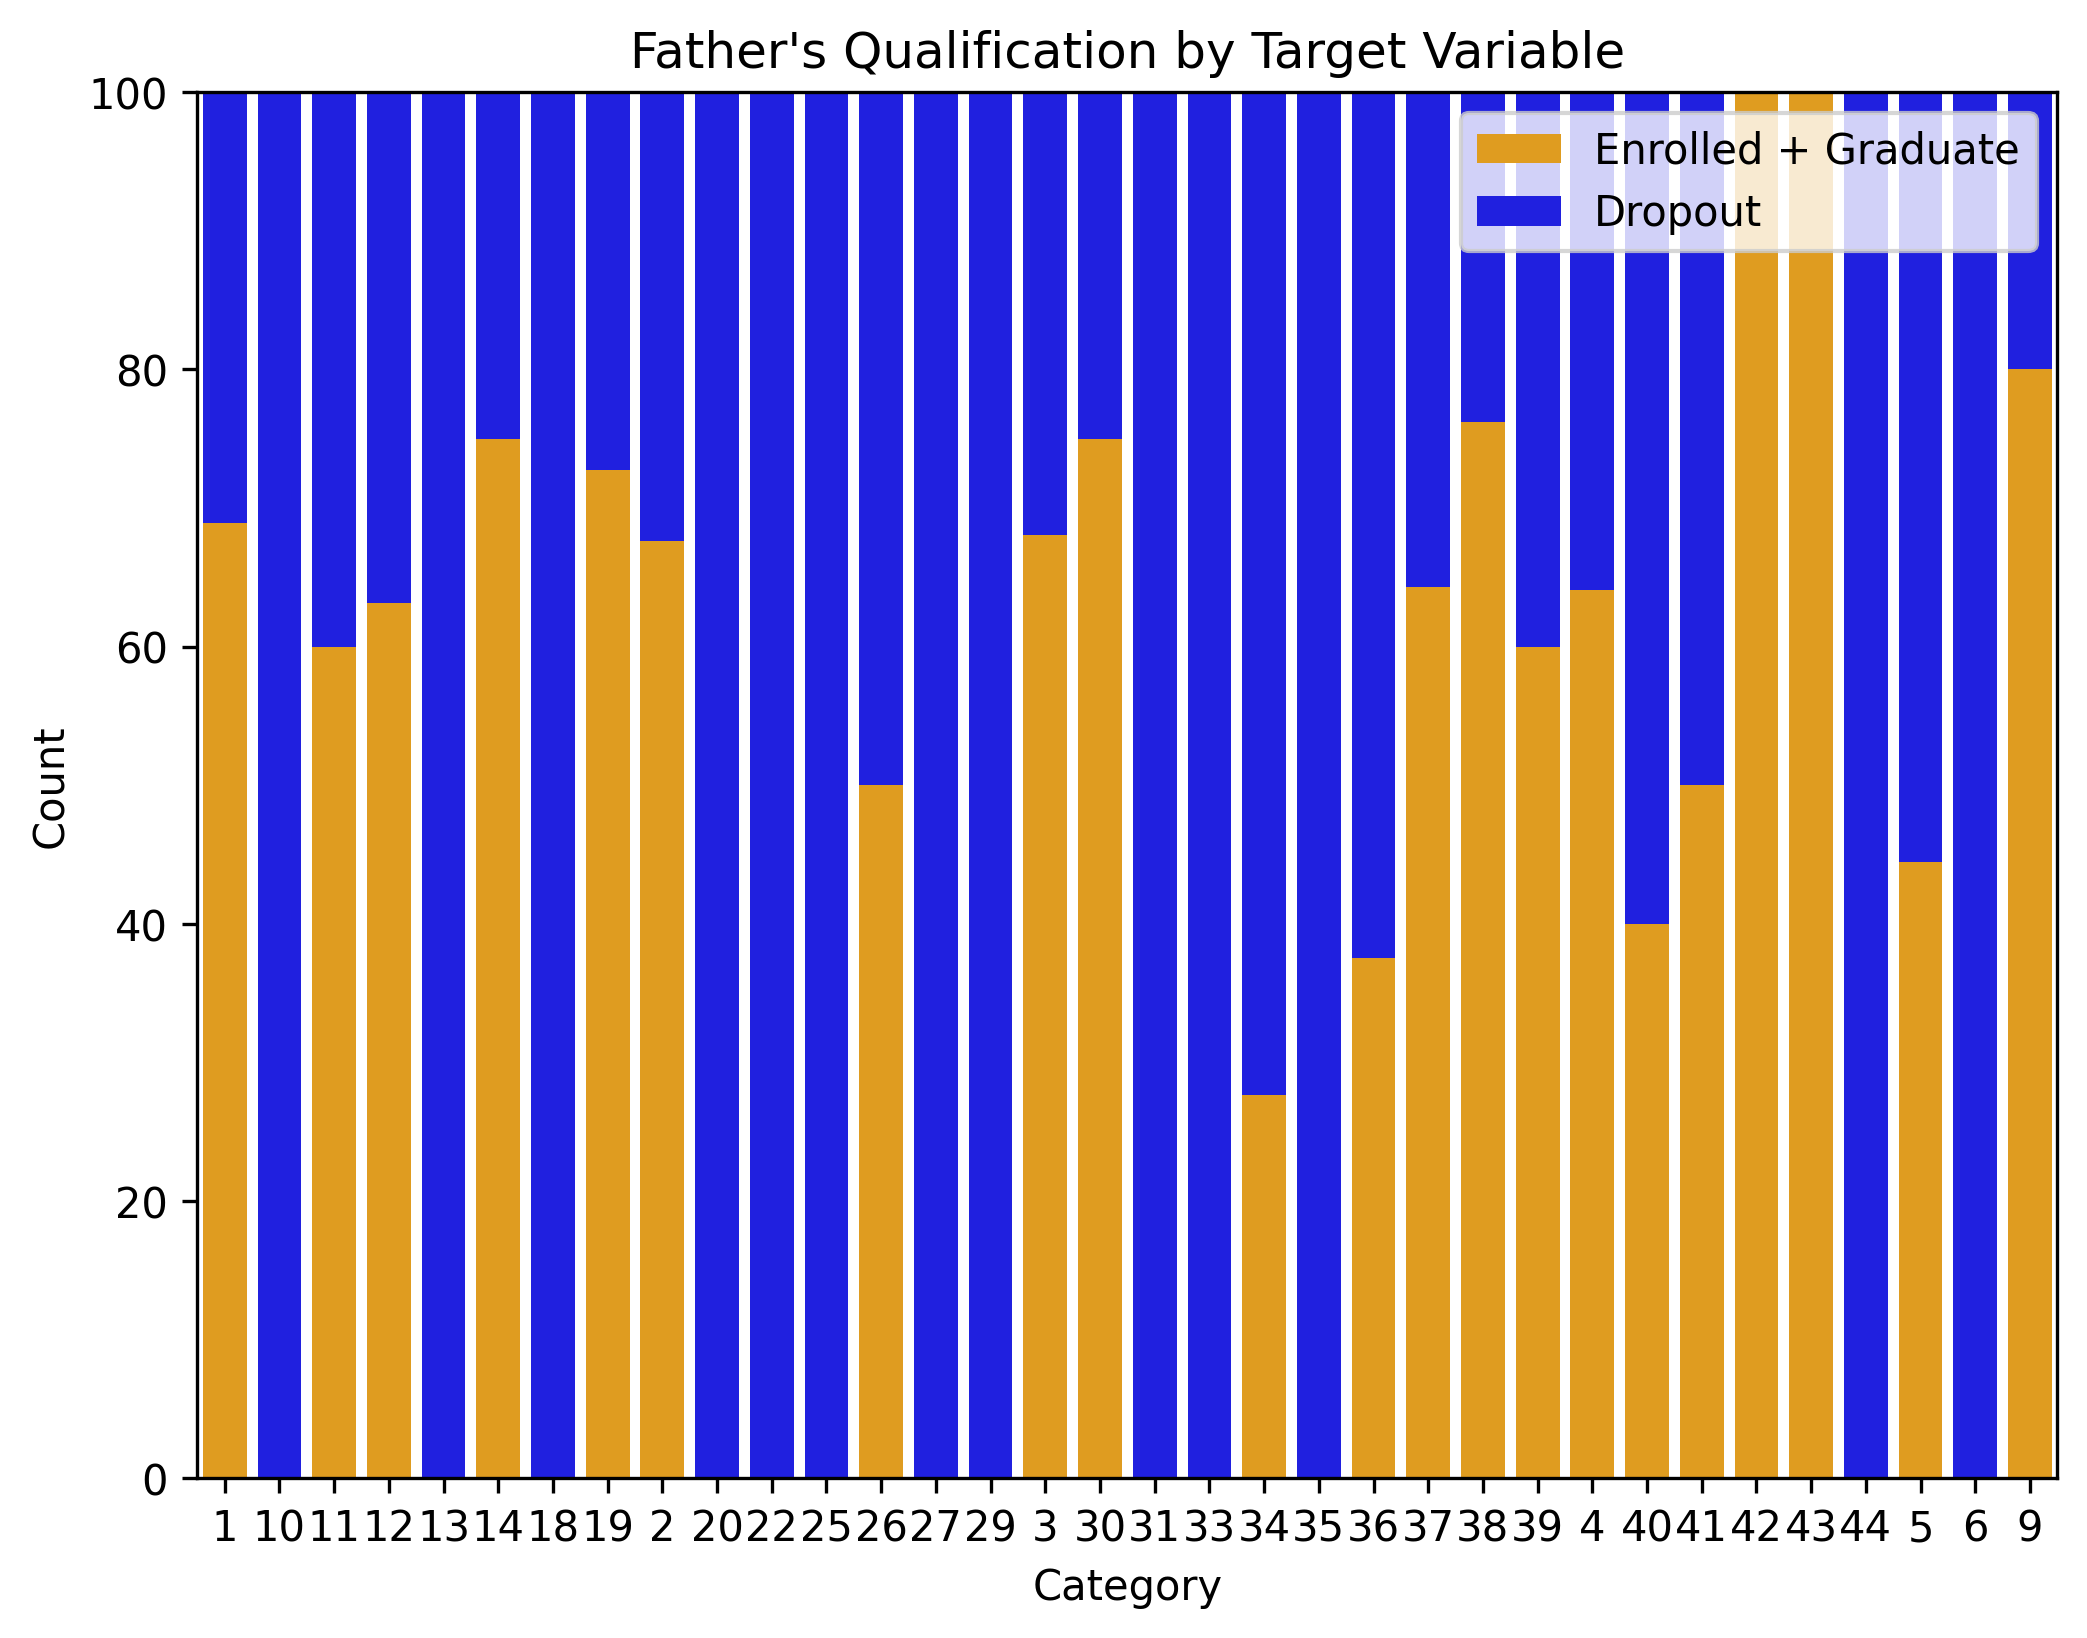 Father's Qualification by Target Variable
100
80
60
40
20
0
Count
Enrolled + Graduate
Dropout
1 10 11 12 13 14 18 19 2 20 22 25 26 27 29 3 30 31 33 34 35 36 37 38 39 4 40 41 42 43 44 5 6 9
Category